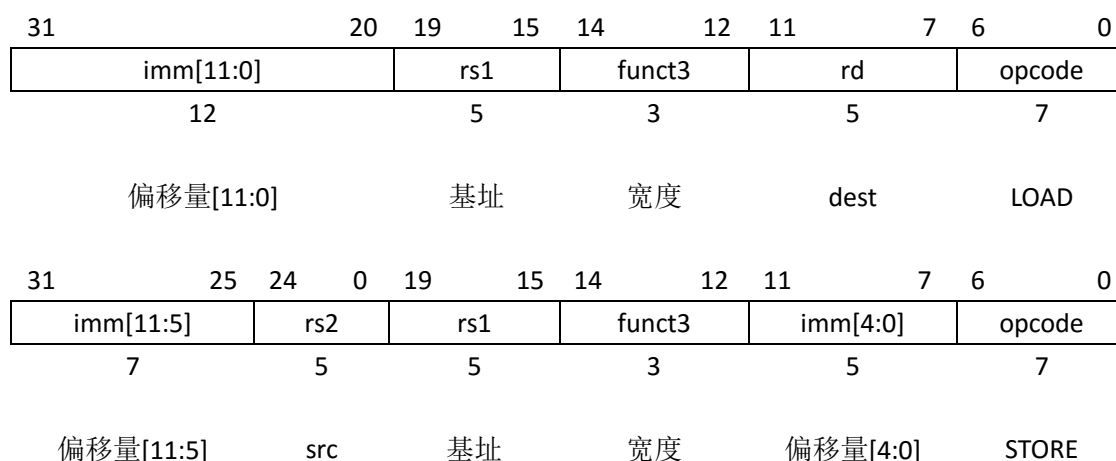 31 20 19 15 14 12 11 7 6 0
imm[11:0] rs1 funct3 rd opcode
12 5 3 5 7
偏移量[11:0] 基址 宽度 dest LOAD
31 25 24 0 19 15 14 12 11 7 6 0
imm[11:5] rs2 rs1 funct3 imm[4:0] opcode
7 5 5 3 5 7
偏移量[11:5] src 基址 宽度 偏移量[4:0] STORE